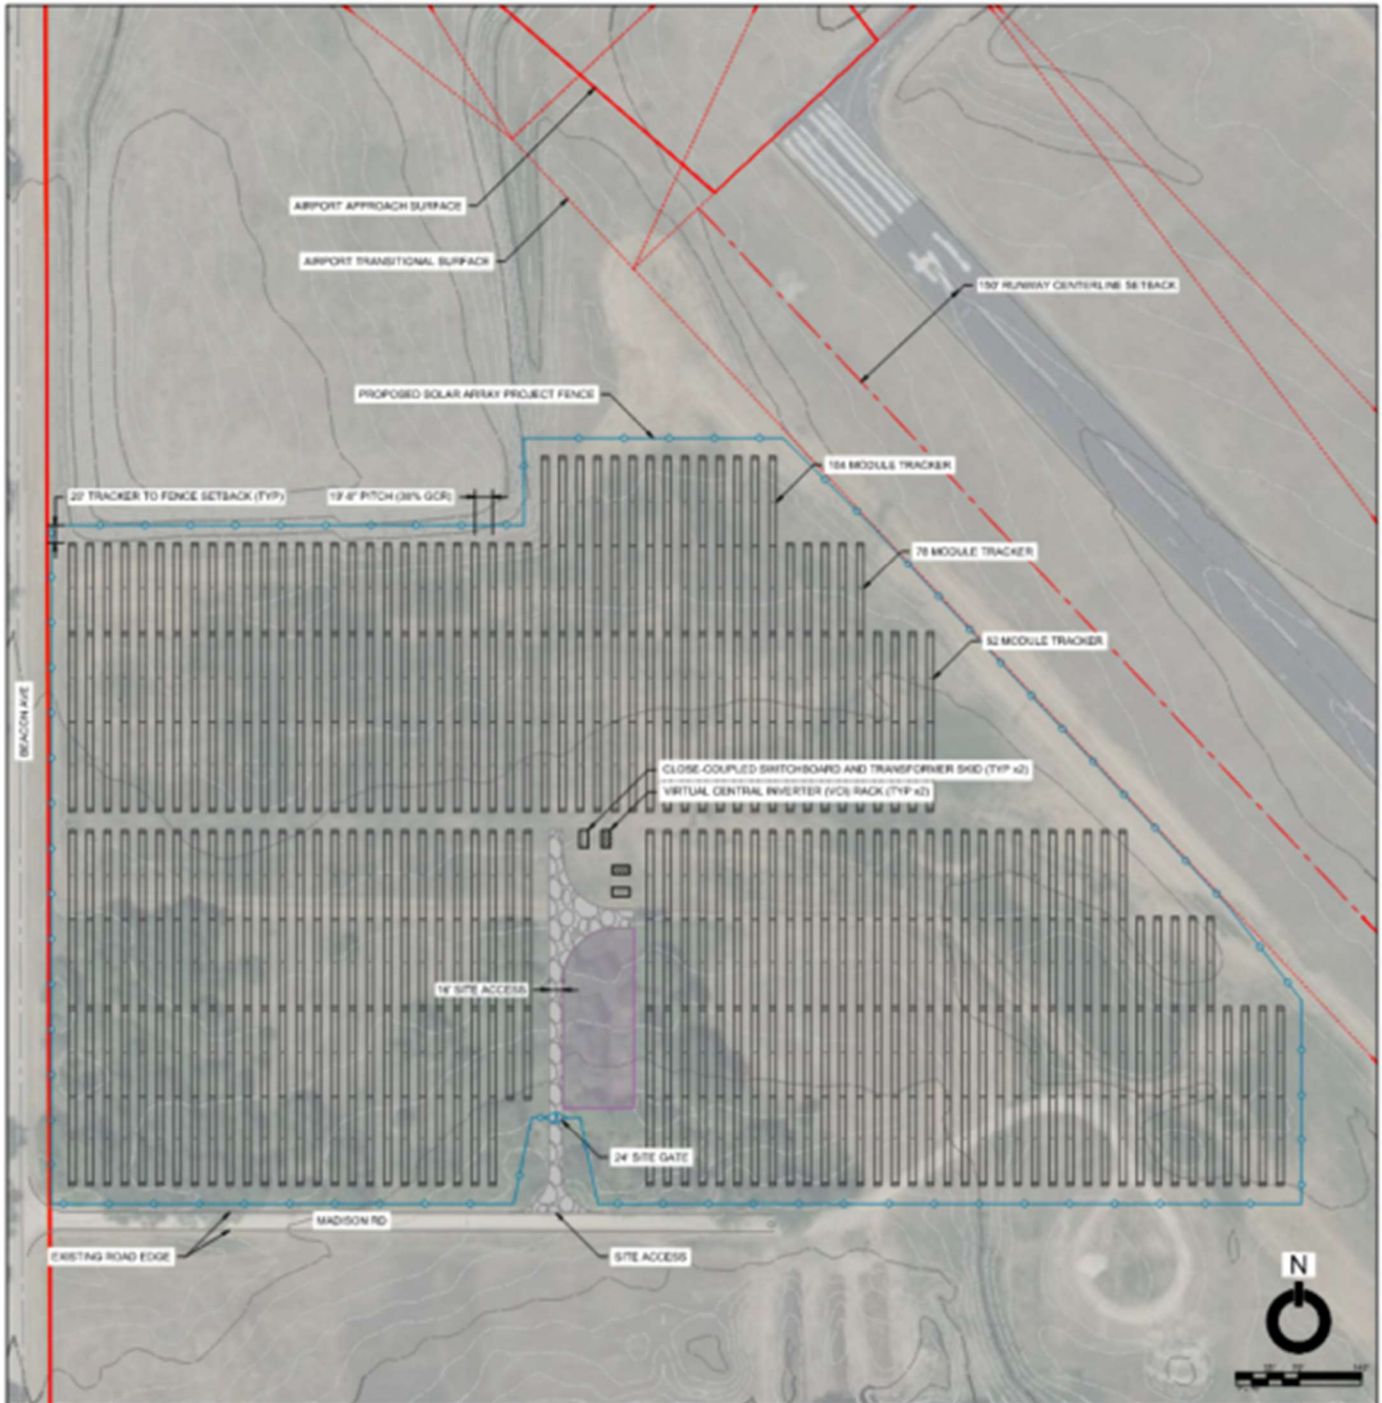 AIRPORT APPROACH SURFACE
AIRPORT TRANSITIONAL SURFACE
150' RUNWAY CENTERLINE SETBACK
PROPOSED SOLAR ARRAY PROJECT FENCE
104 MODULE TRACKER
20' TRACKER TO FENCE SETBACK (TYP)
PITCH (38% GCR)
78 MODULE TRACKER
52 MODULE TRACKER
BEACON AVE
CLOSE-COUPLED SWITCHBOARD AND TRANSFORMER SKID (TYP x2)
VIRTUAL CENTRAL INVERTER (VCI) RACK (TYP x2)
16' SITE ACCESS
24' SITE GATE
MADISON RD
EXISTING ROAD EDGE
SITE ACCESS
N